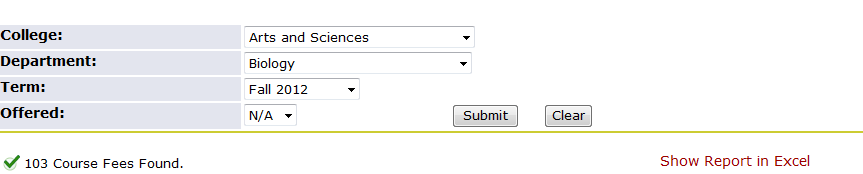 College: Arts and Sciences
Department: Biology
Term: Fall 2012
Offered: N/A Submit Clear
103 Course Fees Found. Show Report in Excel